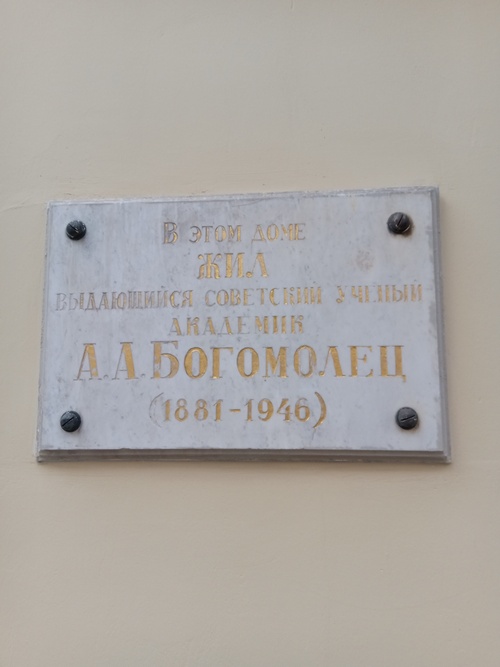 В ЭТОМ ДОМЕ
ЖИЛ
ВЫДАЮЩИЙСЯ СОВЕТСКИЙ УЧЕНЫЙ
АКАДЕМИК
А.А.БОГОМОЛЕЦ
(1881-1946)